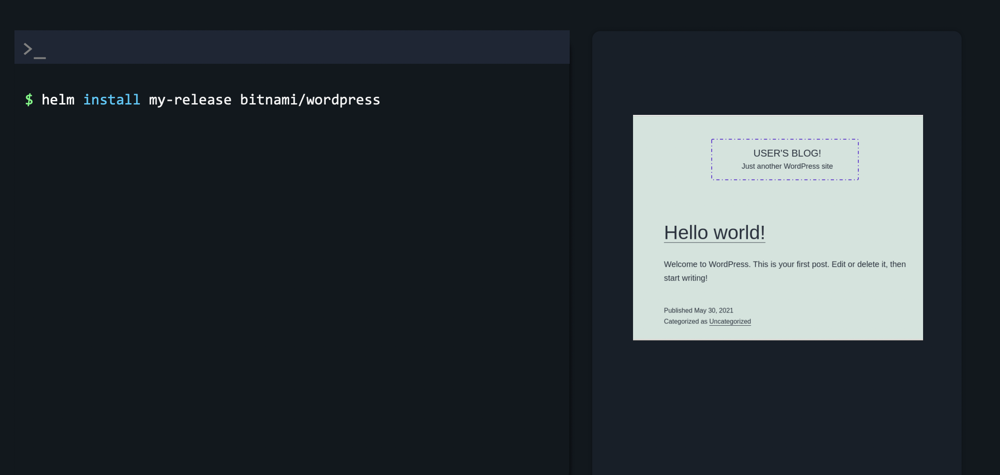 >_
$ helm install my-release bitnami/wordpress
USER'S BLOG!
Just another WordPress site
Hello world!
Welcome to WordPress. This is your first post. Edit or delete it, then
start writing!
Published May 30, 2021
Categorized as Uncategorized